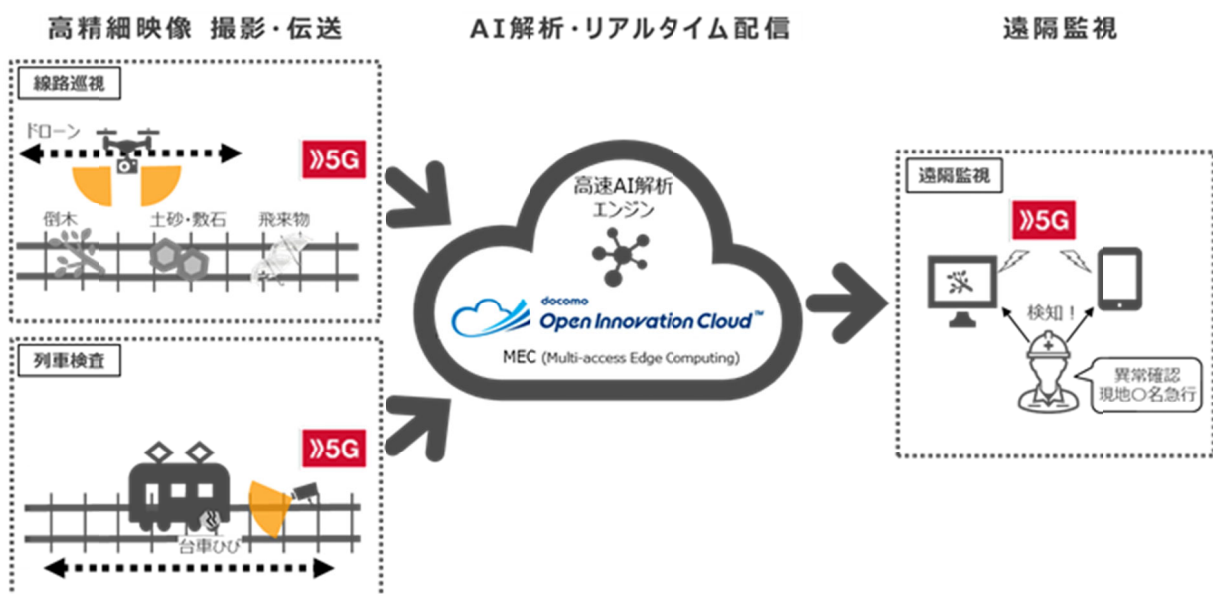 高精細映像 撮影・伝送
AI解析・リアルタイム配信
遠隔監視
線路巡視
ドローン
》5G
倒木
土砂・敷石
飛来物
列車検査
》5G
台車ひび
高速AI解析
エンジン
docomo
Open Innovation Cloud™
MEC (Multi-access Edge Computing)
遠隔監視
》5G
検知！
異常確認
現地〇名急行